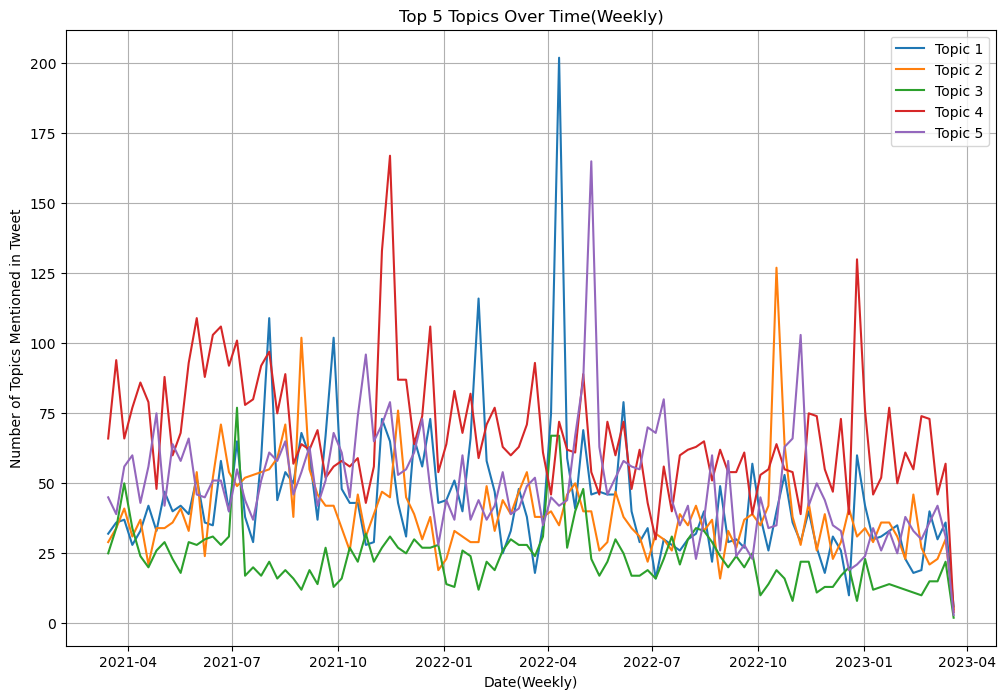 Top 5 Topics Over Time(Weekly)
Number of Topics Mentioned in Tweet
200
175
150
125
100
75
50
25
0
Topic 1
Topic 2
Topic 3
Topic 4
Topic 5
2021-04 2021-07 2021-10 2022-01 2022-04 2022-07 2022-10 2023-01 2023-04
Date(Weekly)